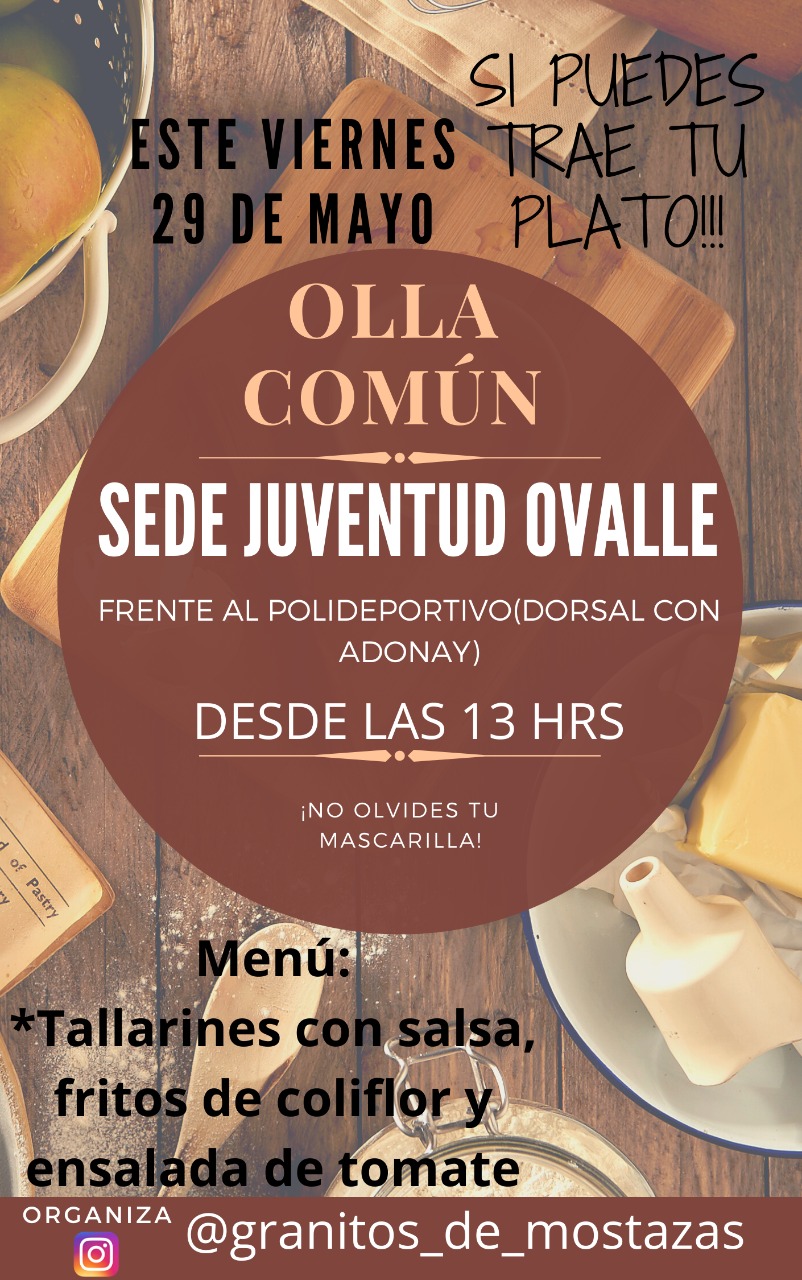 SI PUEDES
TRAE TU
PLATO!!!
ESTE VIERNES
29 DE MAYO
OLLA
COMÚN
SEDE JUVENTUD OVALLE
FRENTE AL POLIDEPORTIVO(DORSAL CON
ADONAY)
DESDE LAS 13 HRS
¡NO OLVIDES TU
MASCARILLA!
of Pastry
Menú:
*Tallarines con salsa,
fritos de coliflor y
ensalada de tomate
ORGANIZA
@granitos_de_mostazas